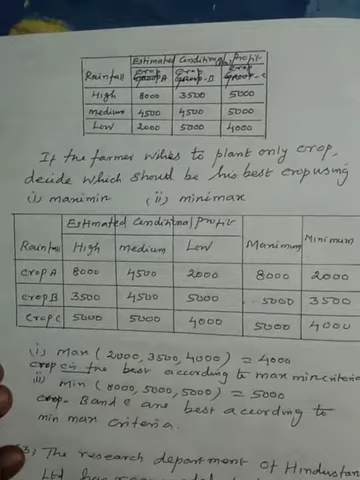 Estimated Conditional Profit
Rainfall Crop A Crop-B Crop-C
High 8000 3500 5000
medium 4500 4500 5000
Low 2000 5000 4000
If the farmer wihes to plant only crop,
decide which should be his best crop using
(i) manimin (ii) minimax
Estimated Conditional profit
Rainfall High medium Low Maximum Minimum
Crop A 8000 4500 2000 8000 2000
crop B 3500 4500 5000 5000 3500
Crop C 5000 5000 4000 5000 4000
(i) Max (2000, 3500, 4000) = 4000
crop is the best according to max min criteria
ii) Min (8000, 5000, 5000) = 5000
crop- B and C are best according to
min max criteria.
3; The research department of Hindustan
Ltd has